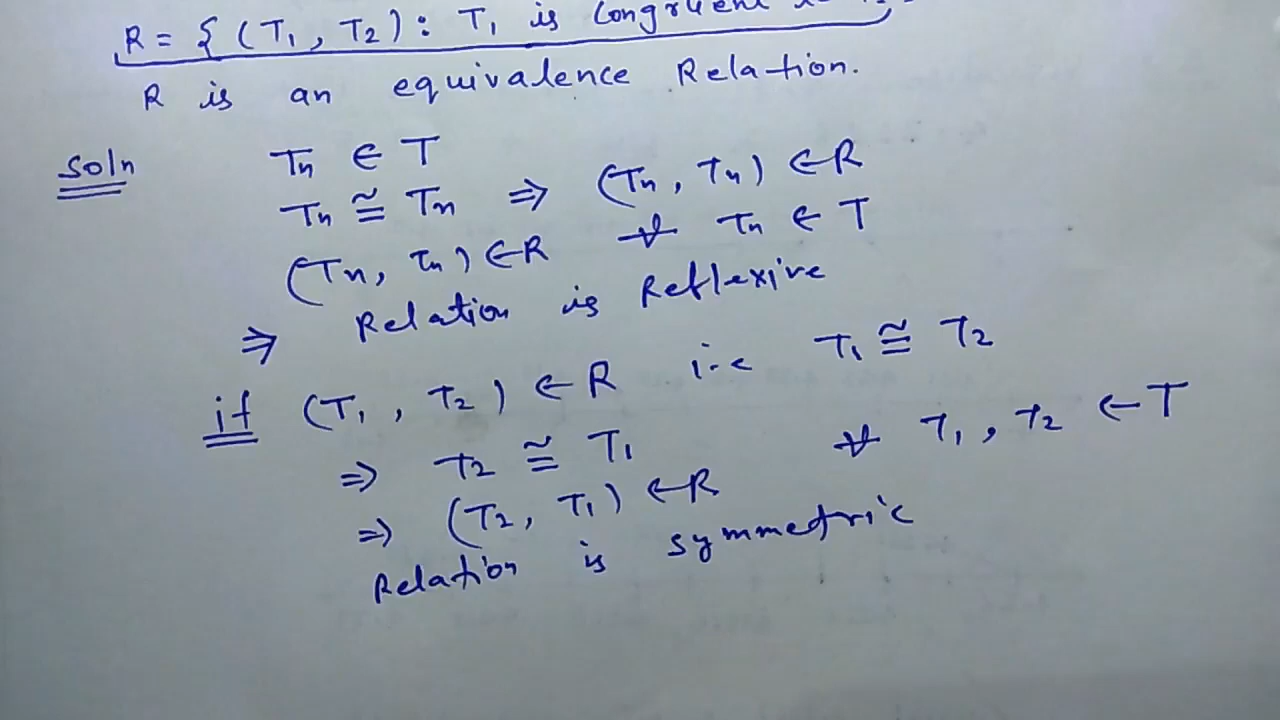 R = { (T₁ , T₂) : T₁ is Congruent
R is an equivalence Relation.
Soln Tn ∈ T
Tn ≅ Tn ⇒ (Tn , Tn) ∈ R
(Tn, Tn) ∈ R ∀ Tn ∈ T
⇒ Relation is Reflexive
if (T₁ , T₂ ) ∈ R i.e T₁ ≅ T₂
⇒ T₂ ≅ T₁ ∀ T₁ , T₂ ∈ T
⇒ (T₂, T₁) ∈ R
Relation is symmetric